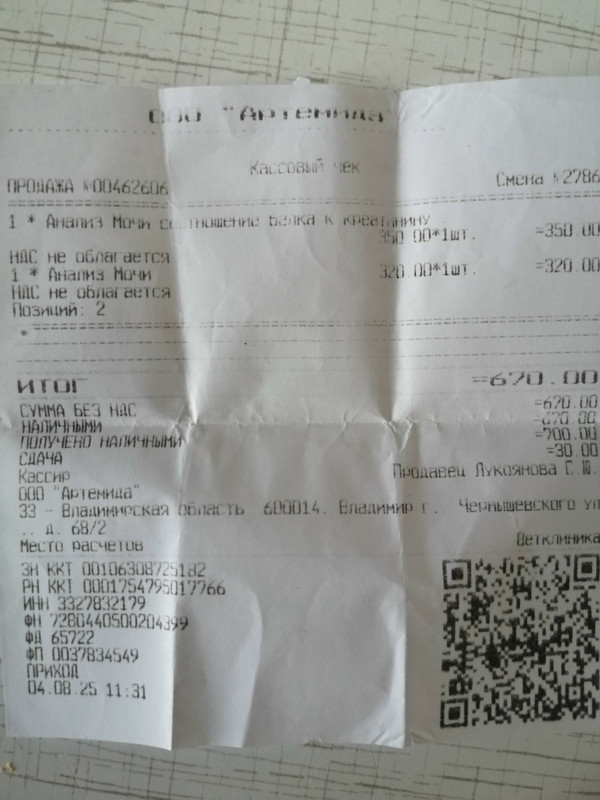 ООО "Артемида"
Кассовый чек
ПРОДАЖА №00462606 Смена №2786
1 * Анализ Мочи соотношение белка к креатинину
350.00*1шт. =350.00
НДС не облагается
1 * Анализ Мочи 320.00*1шт. =320.00
НДС не облагается
Позиций: 2
*
ИТОГ =670.00
СУММА БЕЗ НДС =670.00
НАЛИЧНЫМИ =670.00
ПОЛУЧЕНО НАЛИЧНЫМИ =700.00
СДАЧА =30.00
Кассир Продавец Лукоянова С.Ю.
ООО "Артемида"
33 - Владимирская область 600014. Владимир г.. Чернышевского ул
.. д. 68/2
Место расчетов Ветклиника
ЗН ККТ 00106308725182
РН ККТ 0001754795017766
ИНН 3327832179
ФН 7280440500204399
ФД 65722
ФП 0037834549
ПРИХОД
04.08.25 11:31